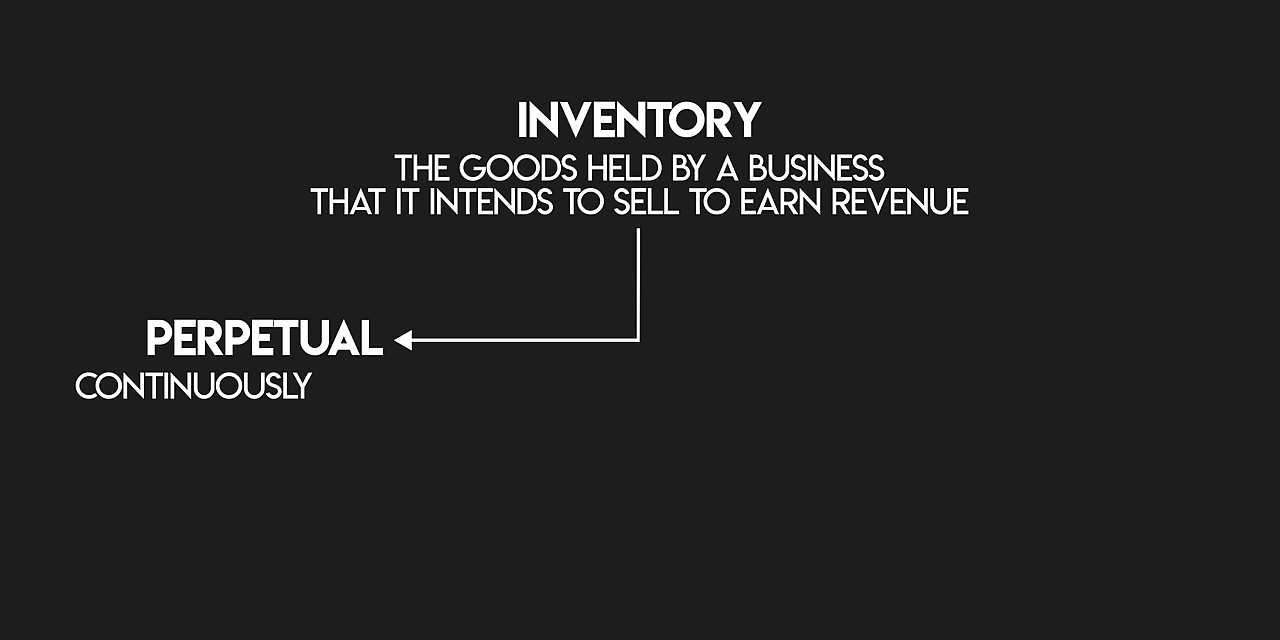 INVENTORY
THE GOODS HELD BY A BUSINESS
THAT IT INTENDS TO SELL TO EARN REVENUE
PERPETUAL
CONTINUOUSLY